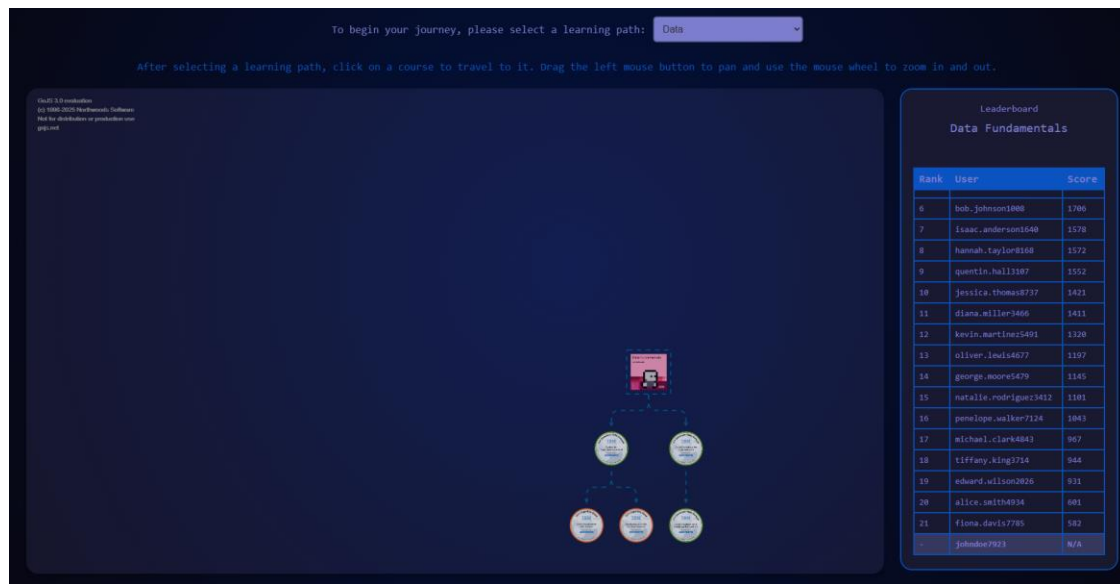 To begin your journey, please select a learning path: Data
After selecting a learning path, click on a course to travel to it. Drag the left mouse button to pan and use the mouse wheel to zoom in and out.
GoJS 3.0 evaluation
(c) 1998-2025 Northwoods Software
Not for distribution or production use
gojs.net
Leaderboard
Data Fundamentals
Rank User Score
6 bob.johnson1008 1706
7 isaac.anderson1640 1578
8 hannah.taylor8168 1572
9 quentin.hall3107 1552
10 jessica.thomas8737 1421
11 diana.miller3466 1411
12 kevin.martinez5491 1320
13 oliver.lewis4677 1197
14 george.moore5479 1145
15 natalie.rodriguez3412 1101
16 penelope.walker7124 1043
17 michael.clark4843 967
18 tiffany.king3714 944
19 edward.wilson2026 931
20 alice.smith4934 601
21 fiona.davis7785 582
- johndoe7923 N/A